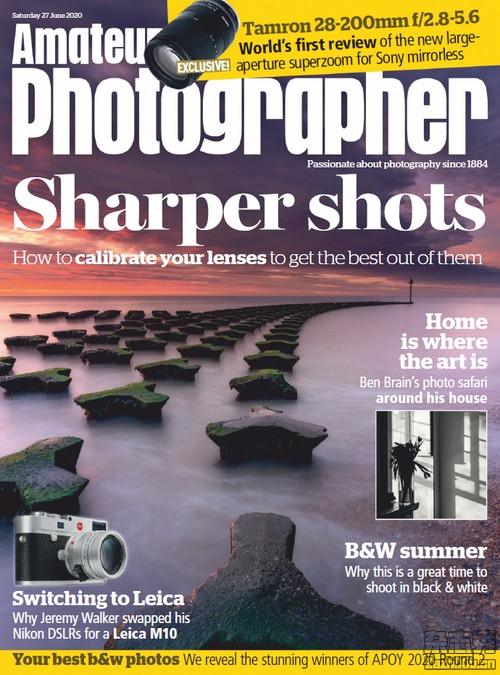 Saturday 27 June 2020
Amateur
Photographer
EXCLUSIVE!
Tamron 28-200mm f/2.8-5.6
World's first review of the new large-
aperture superzoom for Sony mirrorless
Passionate about photography since 1884
Sharper shots
How to calibrate your lenses to get the best out of them
Home
is where
the art is
Ben Brain's photo safari
around his house
B&W summer
Why this is a great time to
shoot in black & white
Switching to Leica
Why Jeremy Walker swapped his
Nikon DSLRs for a Leica M10
Your best b&w photos We reveal the stunning winners of APOY 2020 Round 2